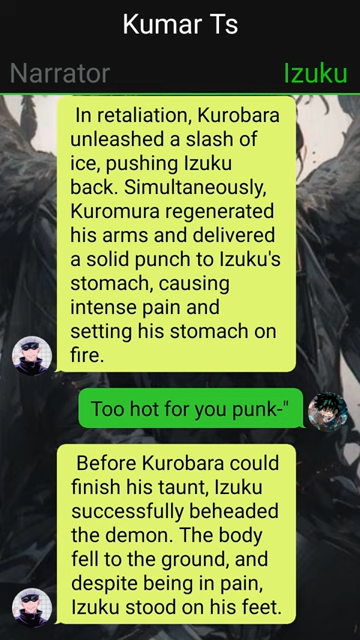 Kumar Ts
Narrator
Izuku
In retaliation, Kurobara
unleashed a slash of
ice, pushing Izuku
back. Simultaneously,
Kuromura regenerated
his arms and delivered
a solid punch to Izuku's
stomach, causing
intense pain and
setting his stomach on
fire.
Too hot for you punk-"
Before Kurobara could
finish his taunt, Izuku
successfully beheaded
the demon. The body
fell to the ground, and
despite being in pain,
Izuku stood on his feet.